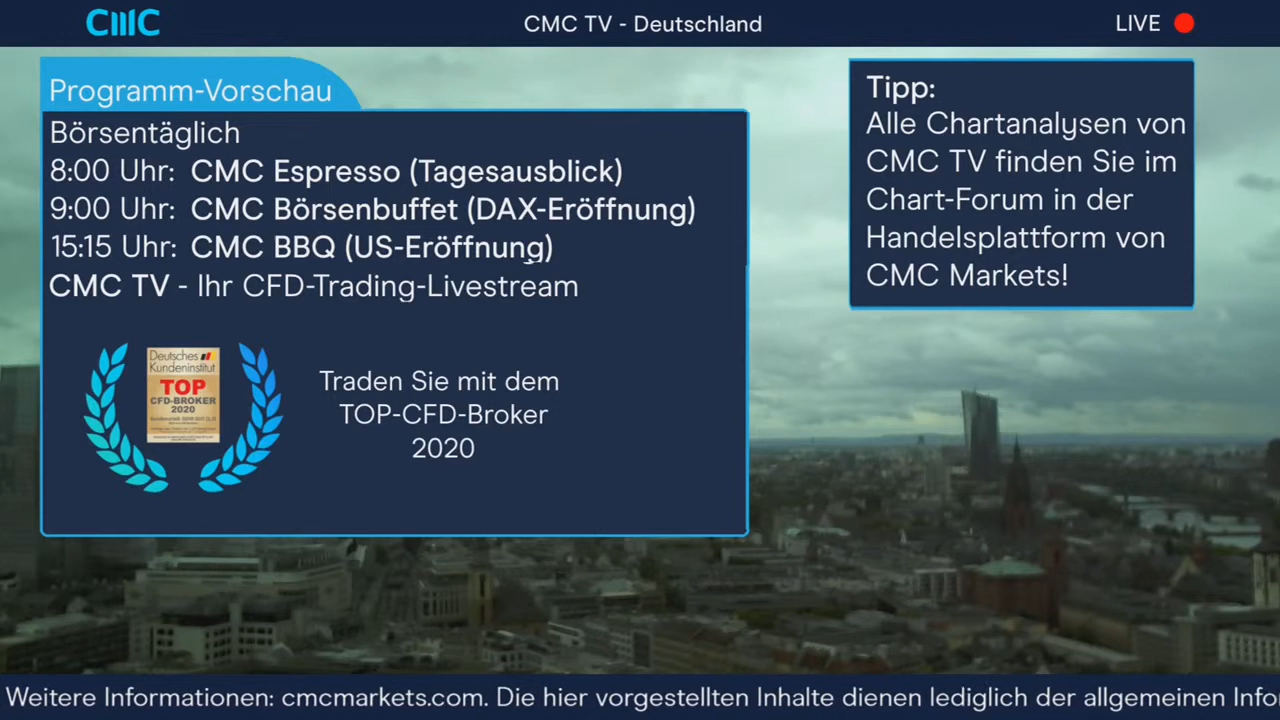 CMC
CMC TV - Deutschland
LIVE
Programm-Vorschau
Börsentäglich
8:00 Uhr: CMC Espresso (Tagesausblick)
9:00 Uhr: CMC Börsenbuffet (DAX-Eröffnung)
15:15 Uhr: CMC BBQ (US-Eröffnung)
CMC TV - Ihr CFD-Trading-Livestream
Deutsches
Kundeninstitut
TOP
CFD-BROKER
2020
Traden Sie mit dem
TOP-CFD-Broker
2020
Tipp:
Alle Chartanalysen von
CMC TV finden Sie im
Chart-Forum in der
Handelsplattform von
CMC Markets!
Weitere Informationen: cmcmarkets.com. Die hier vorgestellten Inhalte dienen lediglich der allgemeinen Info